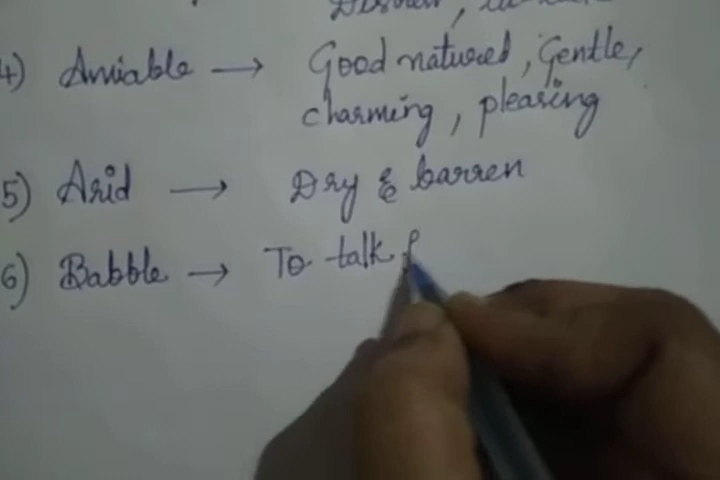 4) Amiable → Good natured, Gentle,
charming, pleasing
5) Arid → Dry & barren
6) Babble → To talk